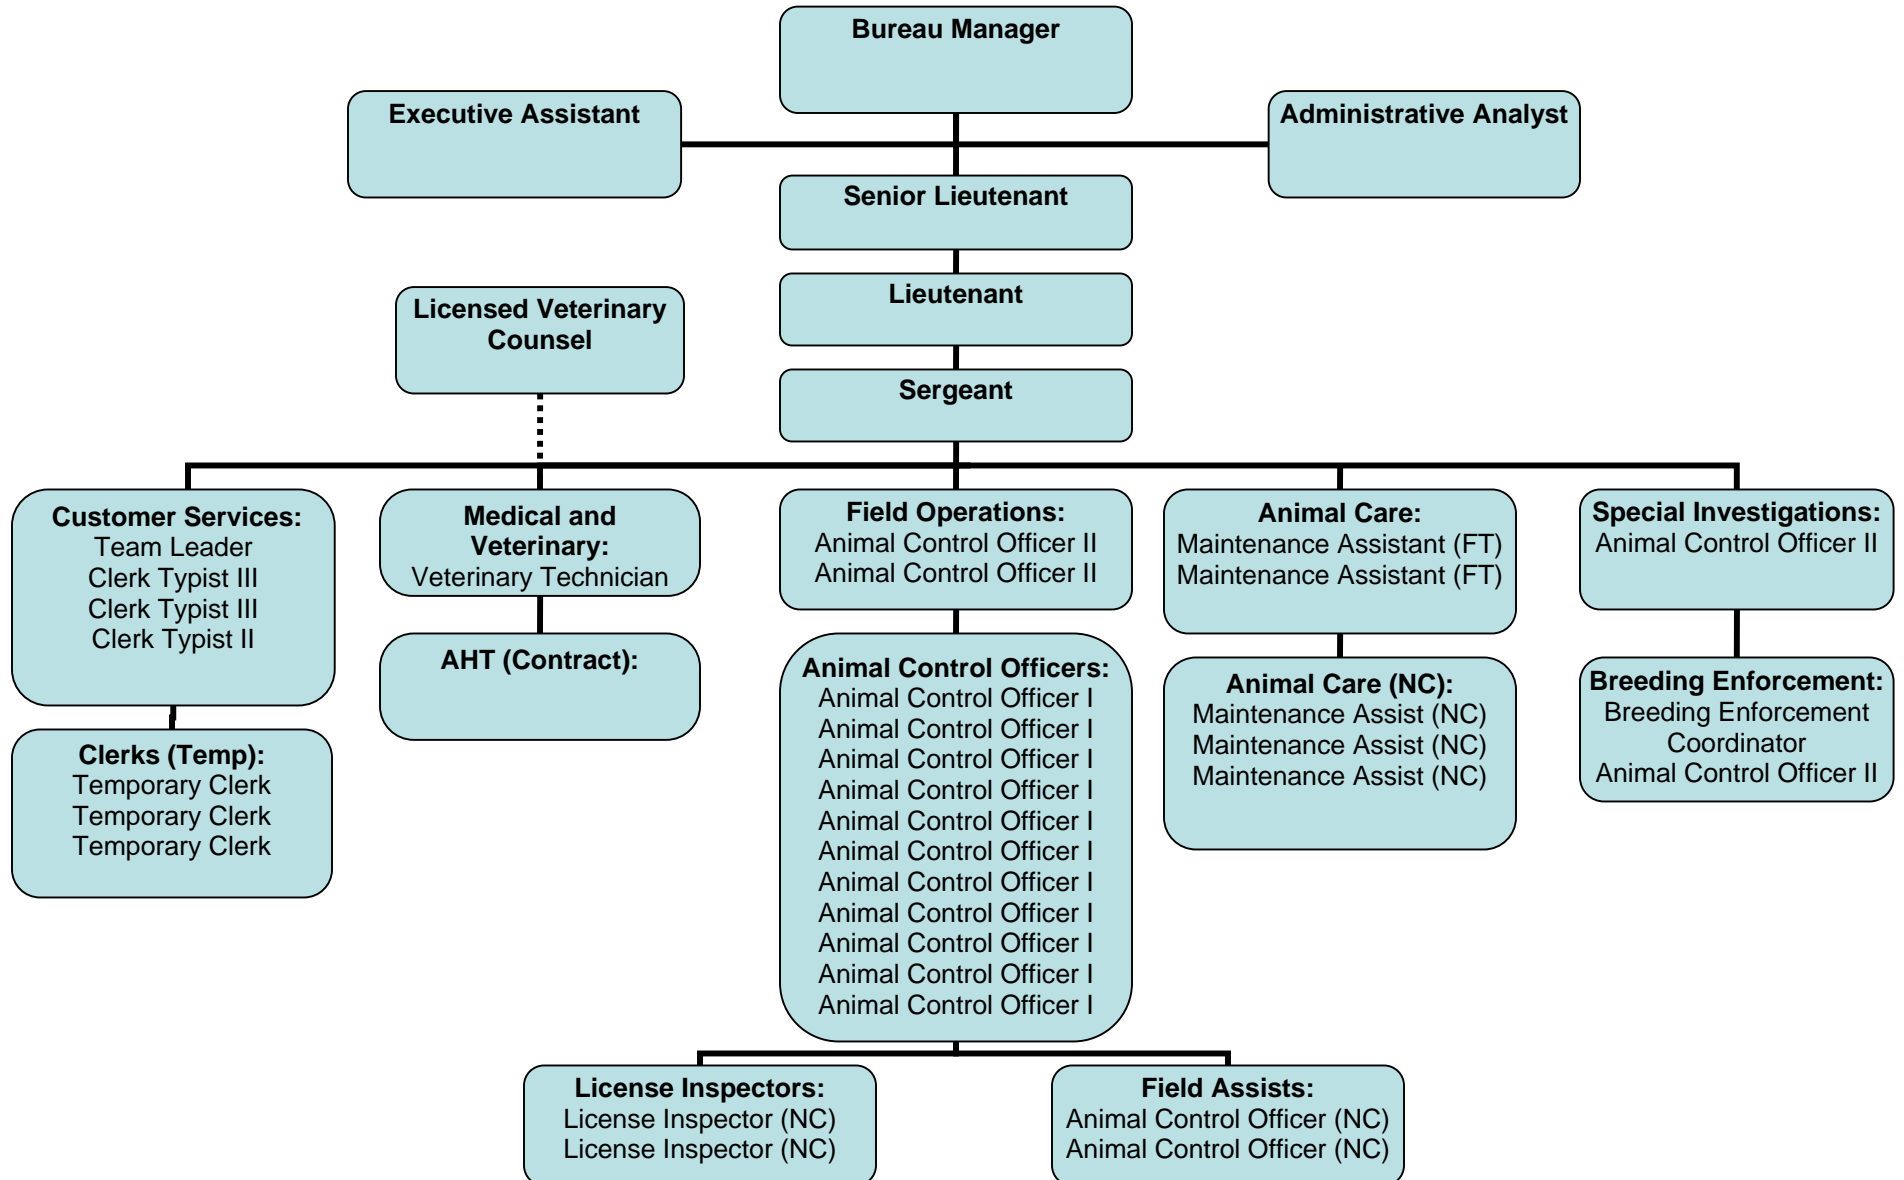 Bureau Manager
Executive Assistant
Administrative Analyst
Senior Lieutenant
Licensed Veterinary
Counsel
Lieutenant
Sergeant
Customer Services:
Team Leader
Clerk Typist III
Clerk Typist III
Clerk Typist II
Medical and
Veterinary:
Veterinary Technician
Field Operations:
Animal Control Officer II
Animal Control Officer II
Animal Care:
Maintenance Assistant (FT)
Maintenance Assistant (FT)
Special Investigations:
Animal Control Officer II
Clerks (Temp):
Temporary Clerk
Temporary Clerk
Temporary Clerk
AHT (Contract):
Animal Control Officers:
Animal Control Officer I
Animal Control Officer I
Animal Control Officer I
Animal Control Officer I
Animal Control Officer I
Animal Control Officer I
Animal Control Officer I
Animal Control Officer I
Animal Control Officer I
Animal Control Officer I
Animal Control Officer I
Animal Care (NC):
Maintenance Assist (NC)
Maintenance Assist (NC)
Maintenance Assist (NC)
Breeding Enforcement:
Breeding Enforcement
Coordinator
Animal Control Officer II
License Inspectors:
License Inspector (NC)
License Inspector (NC)
Field Assists:
Animal Control Officer (NC)
Animal Control Officer (NC)